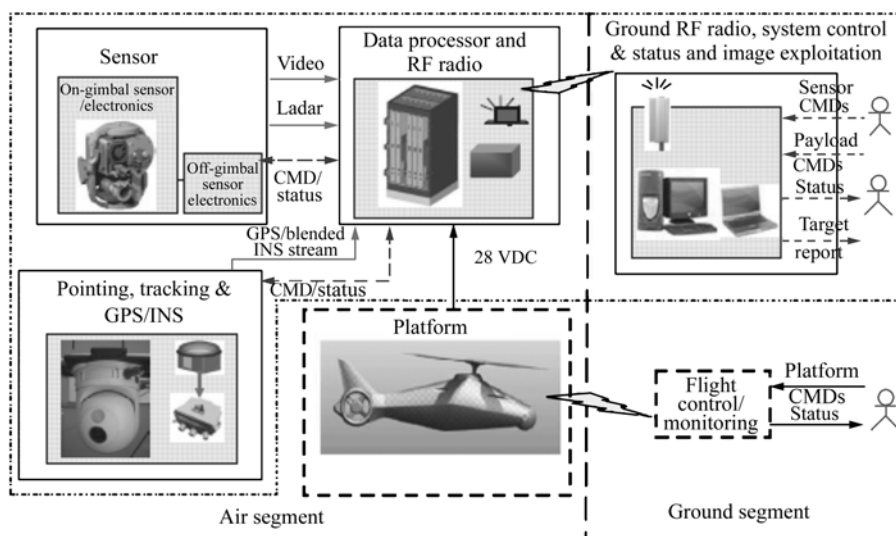 Sensor
On-gimbal sensor
/electronics
Off-gimbal
sensor
electronics
Video
Ladar
CMD/
status
Data processor and
RF radio
Ground RF radio, system control
& status and image exploitation
Sensor
CMDs
Payload
CMDs
Status
Target
report
GPS/blended
INS stream
CMD/status
28 VDC
Pointing, tracking &
GPS/INS
Platform
Flight
control/
monitoring
Platform
CMDs
Status
Air segment
Ground segment